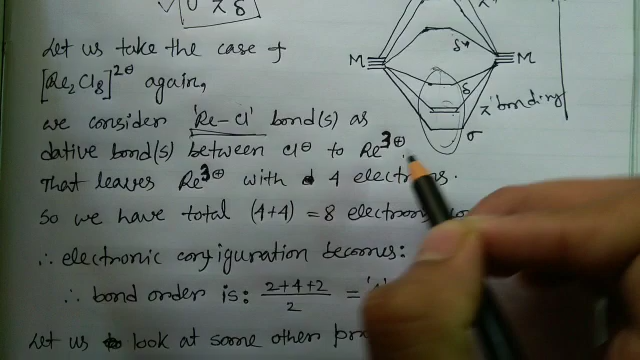 σ π δ
Let us take the case of
[Re₂Cl₈]²⊖ again,
we consider 'Re–Cl' bond(s) as
dative bond(s) between Cl⊖ to Re³⊕.
That leaves Re³⊕ with 4 electrons.
So we have total (4+4) = 8 electrons
∴ electronic configuration becomes:
∴ bond order is: (2+4+2)/2 = '4'
Let us look at some other
π*
δ*
M
M
δ
π bonding
σ